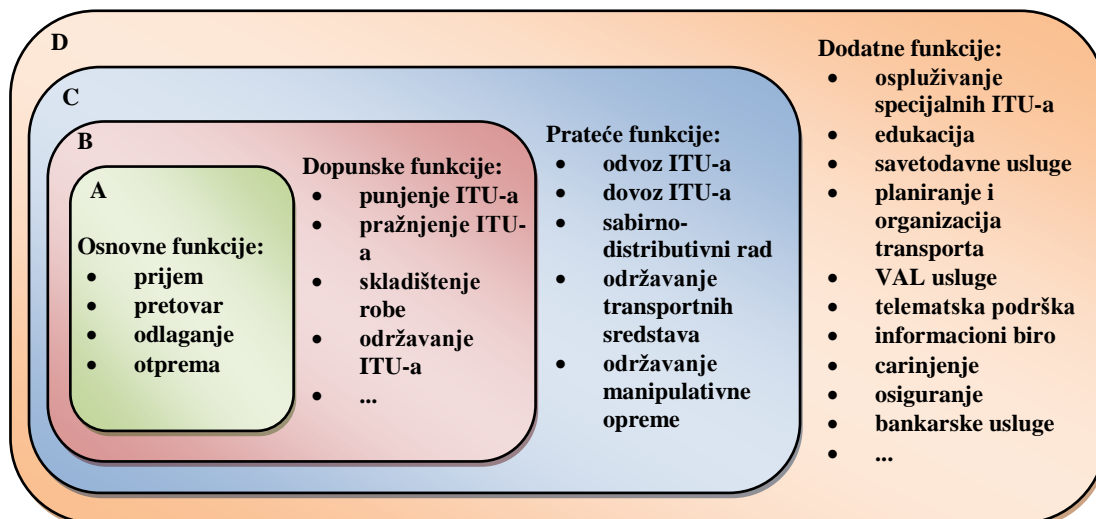 D
C
B
A
Osnovne funkcije:
• prijem
• pretovar
• odlaganje
• otprema
Dopunske funkcije:
• punjenje ITU-a
• pražnjenje ITU-
a
• skladištenje
robe
• održavanje
ITU-a
• ...
Prateće funkcije:
• odvoz ITU-a
• dovoz ITU-a
• sabirno-
distributivni rad
• održavanje
transportnih
sredstava
• održavanje
manipulativne
opreme
Dodatne funkcije:
• ospluživanje
specijalnih ITU-a
• edukacija
• savetodavne usluge
• planiranje i
organizacija
transporta
• VAL usluge
• telematska podrška
• informacioni biro
• carinjenje
• osiguranje
• bankarske usluge
• ...